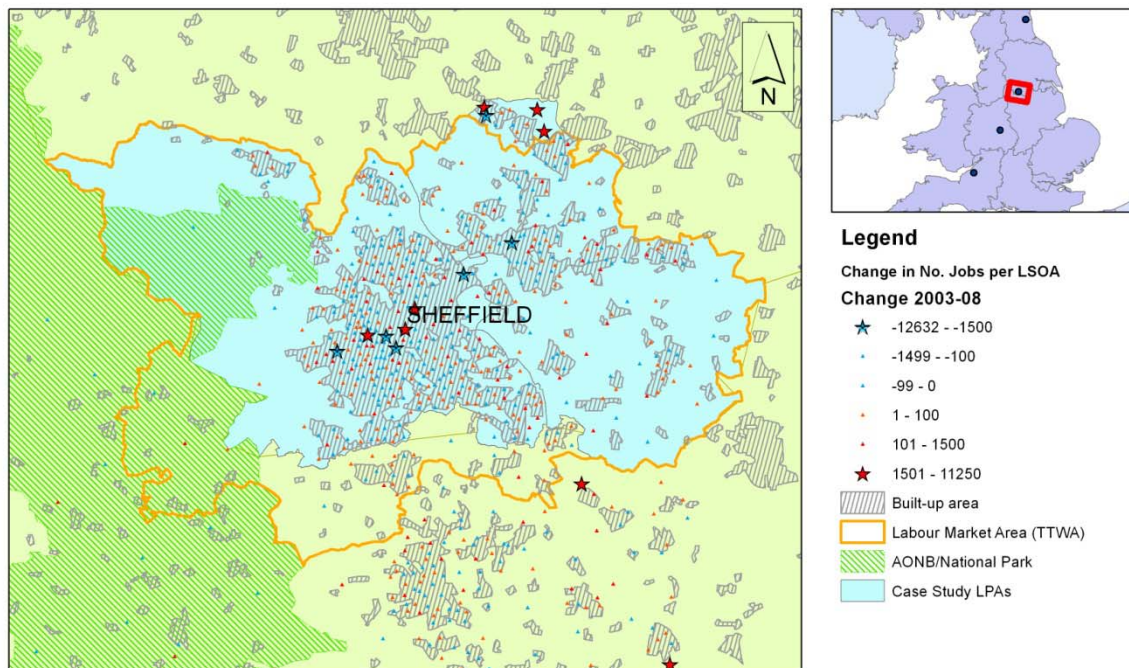 N
SHEFFIELD
Legend
Change in No. Jobs per LSOA
Change 2003-08
-12632 - -1500
-1499 - -100
-99 - 0
1 - 100
101 - 1500
1501 - 11250
Built-up area
Labour Market Area (TTWA)
AONB/National Park
Case Study LPAs